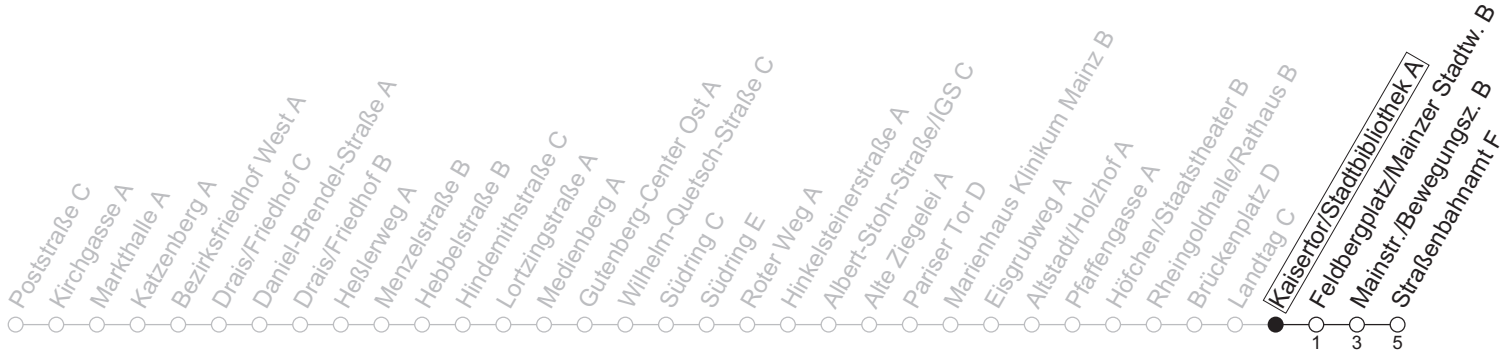 Poststraße C
Kirchgasse A
Markthalle A
Katzenberg A
Bezirksfriedhof West A
Drais/Friedhof C
Daniel-Brendel-Straße A
Drais/Friedhof B
Heßlerweg A
Menzelstraße B
Hebbelstraße B
Hindemithstraße C
Lortzingstraße A
Medienberg A
Gutenberg-Center Ost A
Wilhelm-Quetsch-Straße C
Südring C
Südring E
Roter Weg A
Hinkelsteinerstraße A
Albert-Stohr-Straße/IGS C
Alte Ziegelei A
Pariser Tor D
Marienhaus Klinikum Mainz B
Eisgrubweg A
Altstadt/Holzhof A
Pfaffengasse A
Höfchen/Staatstheater B
Rheingoldhalle/Rathaus B
Brückenplatz D
Landtag C
Kaisertor/Stadtbibliothek A
Feldbergplatz/Mainzer Stadtw. B
Mainstr./Bewegungsz. B
Straßenbahnamt F
1 3 5